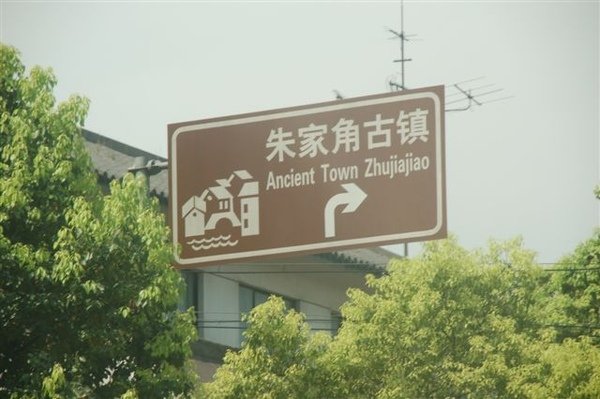 朱家角古镇
Ancient Town Zhujiajiao